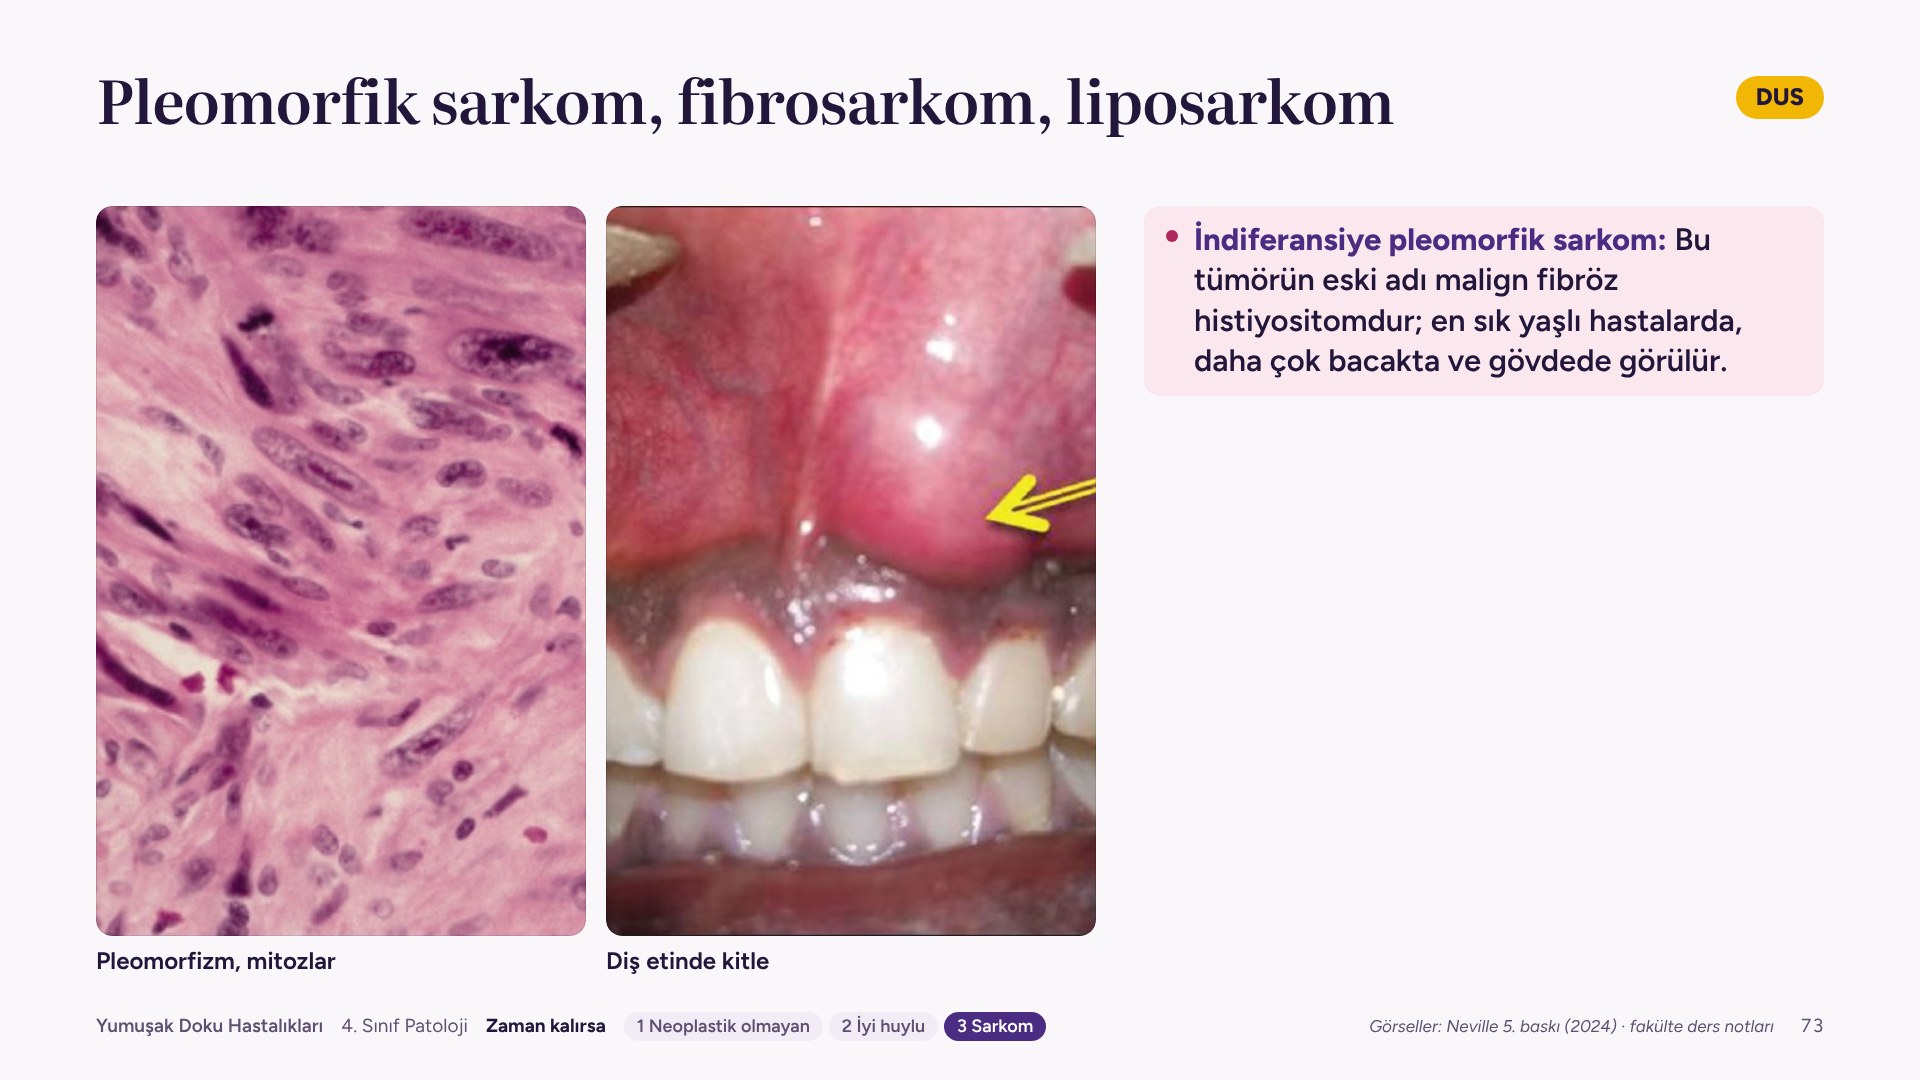 Pleomorfik sarkom, fibrosarkom, liposarkom
DUS
İndiferansiye pleomorfik sarkom: Bu
tümörün eski adı malign fibröz
histiyositomdur; en sık yaşlı hastalarda,
daha çok bacakta ve gövdede görülür.
Pleomorfizm, mitozlar
Diş etinde kitle
Yumuşak Doku Hastalıkları 4. Sınıf Patoloji Zaman kalırsa 1 Neoplastik olmayan 2 İyi huylu 3 Sarkom
Görseller: Neville 5. baskı (2024) · fakülte ders notları 73